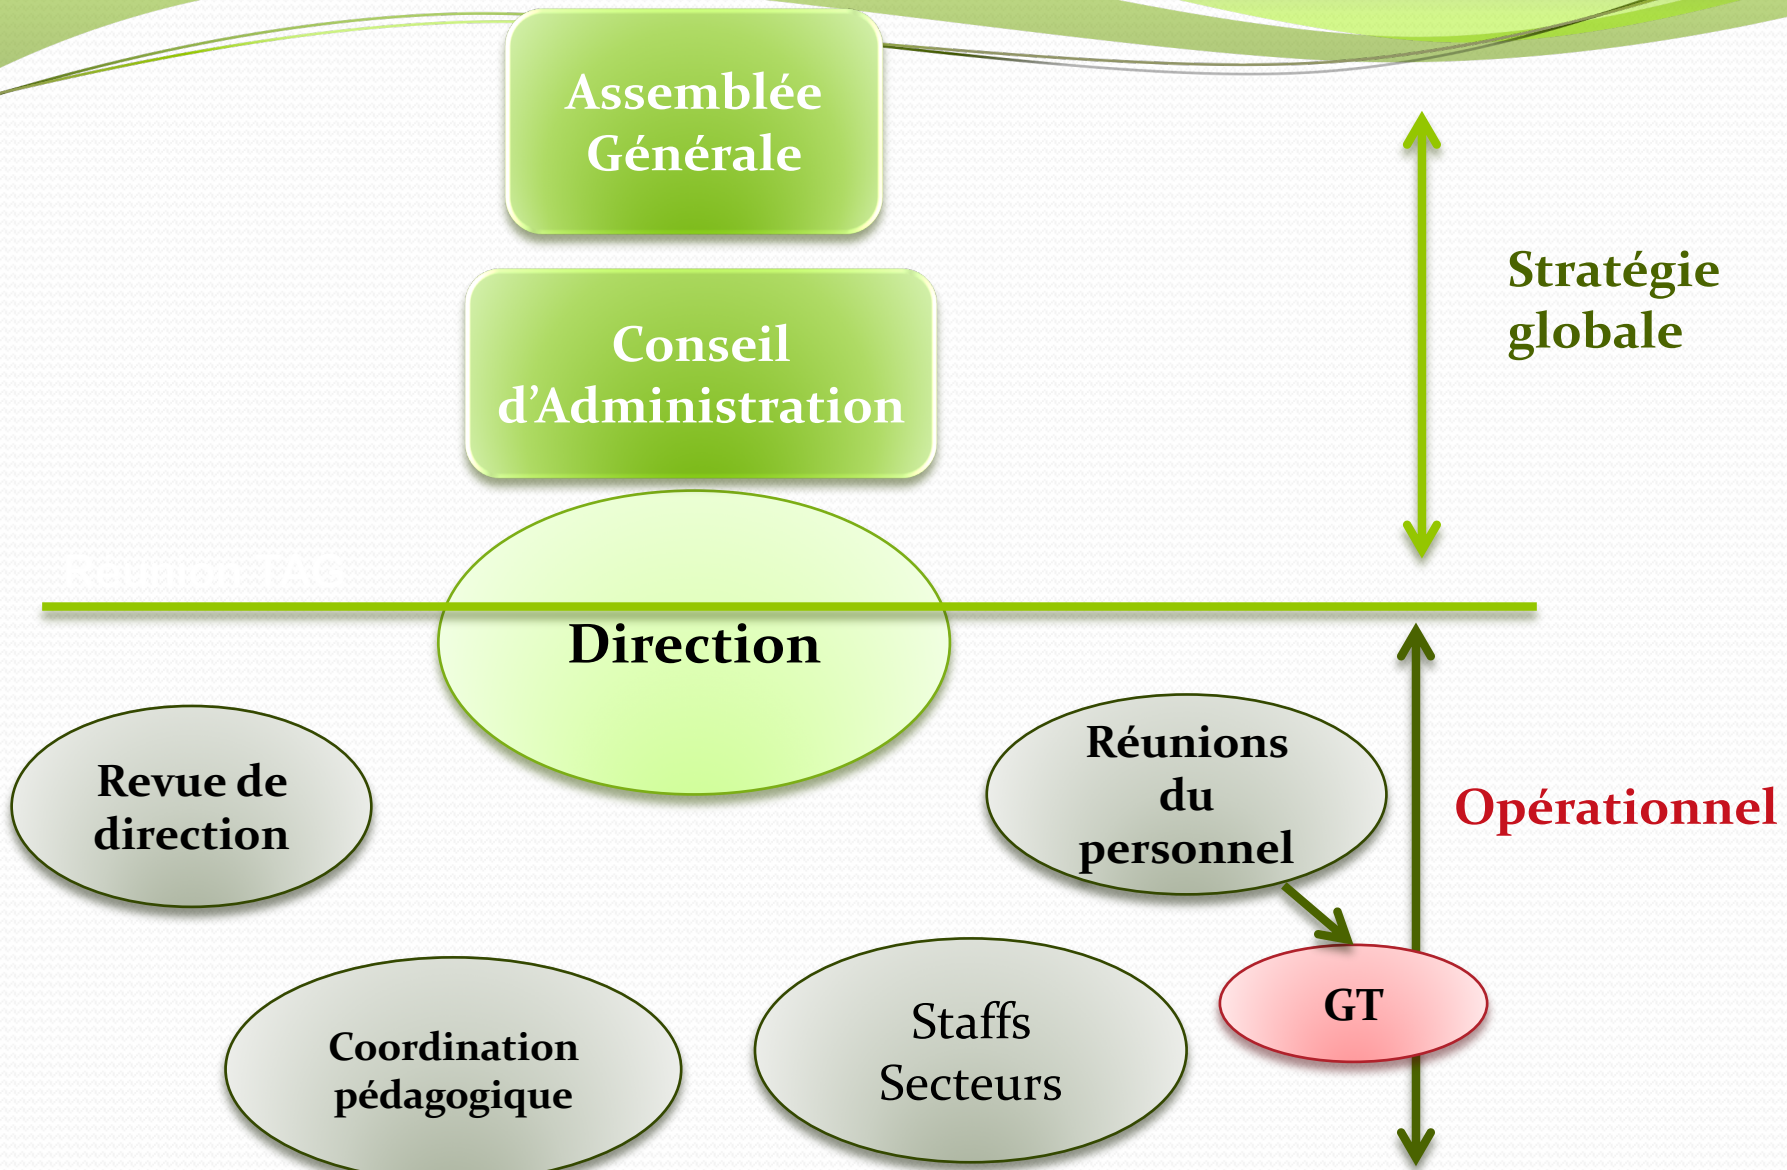 Assemblée
Générale
Stratégie
globale
Conseil
d’Administration
Réunion
Direction
Réunions
du
personnel
Revue de
direction
Opérationnel
GT
Staffs
Secteurs
Coordination
pédagogique